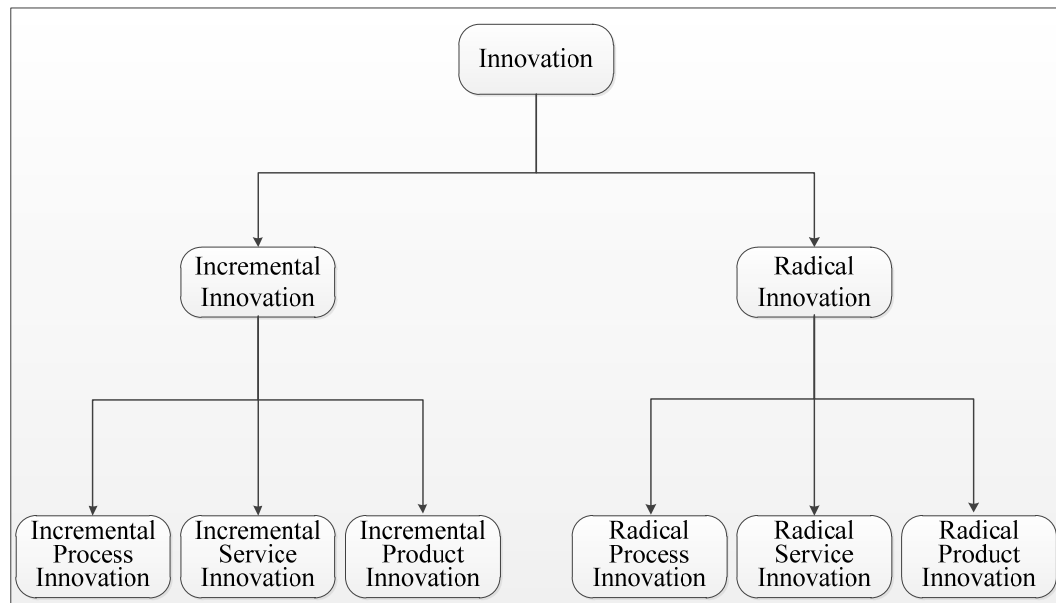 Innovation
Incremental
Innovation
Radical
Innovation
Incremental
Process
Innovation
Incremental
Service
Innovation
Incremental
Product
Innovation
Radical
Process
Innovation
Radical
Service
Innovation
Radical
Product
Innovation